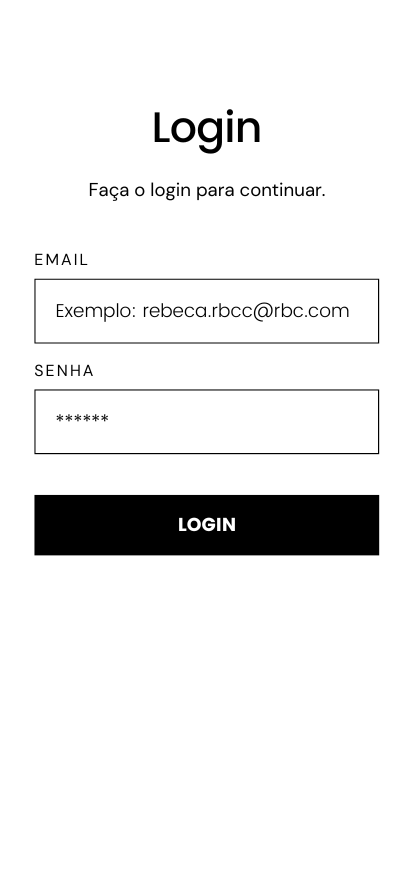 Login
Faça o login para continuar.
EMAIL
Exemplo: rebeca.rbcc@rbc.com
SENHA
******
LOGIN